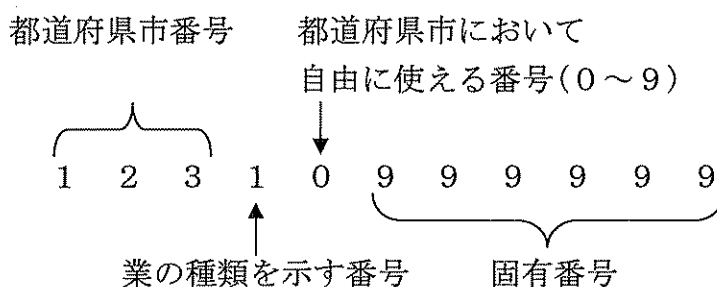 都道府県市番号
都道府県市において
自由に使える番号(0~9)
1 2 3 1 0 9 9 9 9 9 9
業の種類を示す番号
固有番号